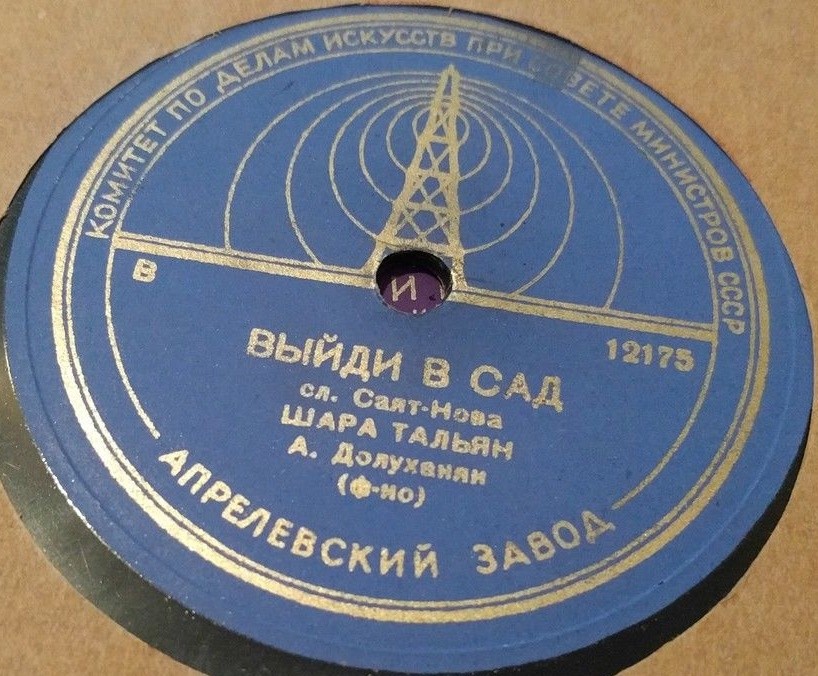 КОМИТЕТ ПО ДЕЛАМ ИСКУССТВ ПРИ СОВЕТЕ МИНИСТРОВ СССР
В
12175
И
ВЫЙДИ В САД
сл. Саят-Нова
ШАРА ТАЛЬЯН
А. Долуханян
(ф-но)
АПРЕЛЕВСКИЙ ЗАВОД